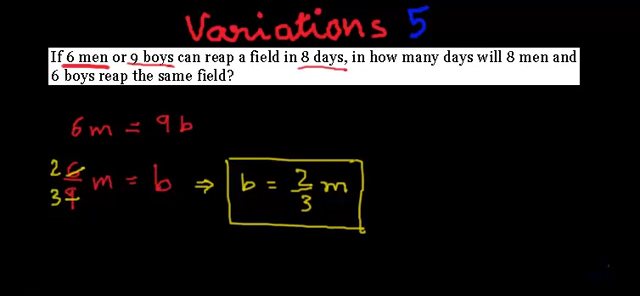 Variations 5
If 6 men or 9 boys can reap a field in 8 days, in how many days will 8 men and
6 boys reap the same field?
6m = 9b
2 6/3 9 m = b ⇒ b = 2/3 m